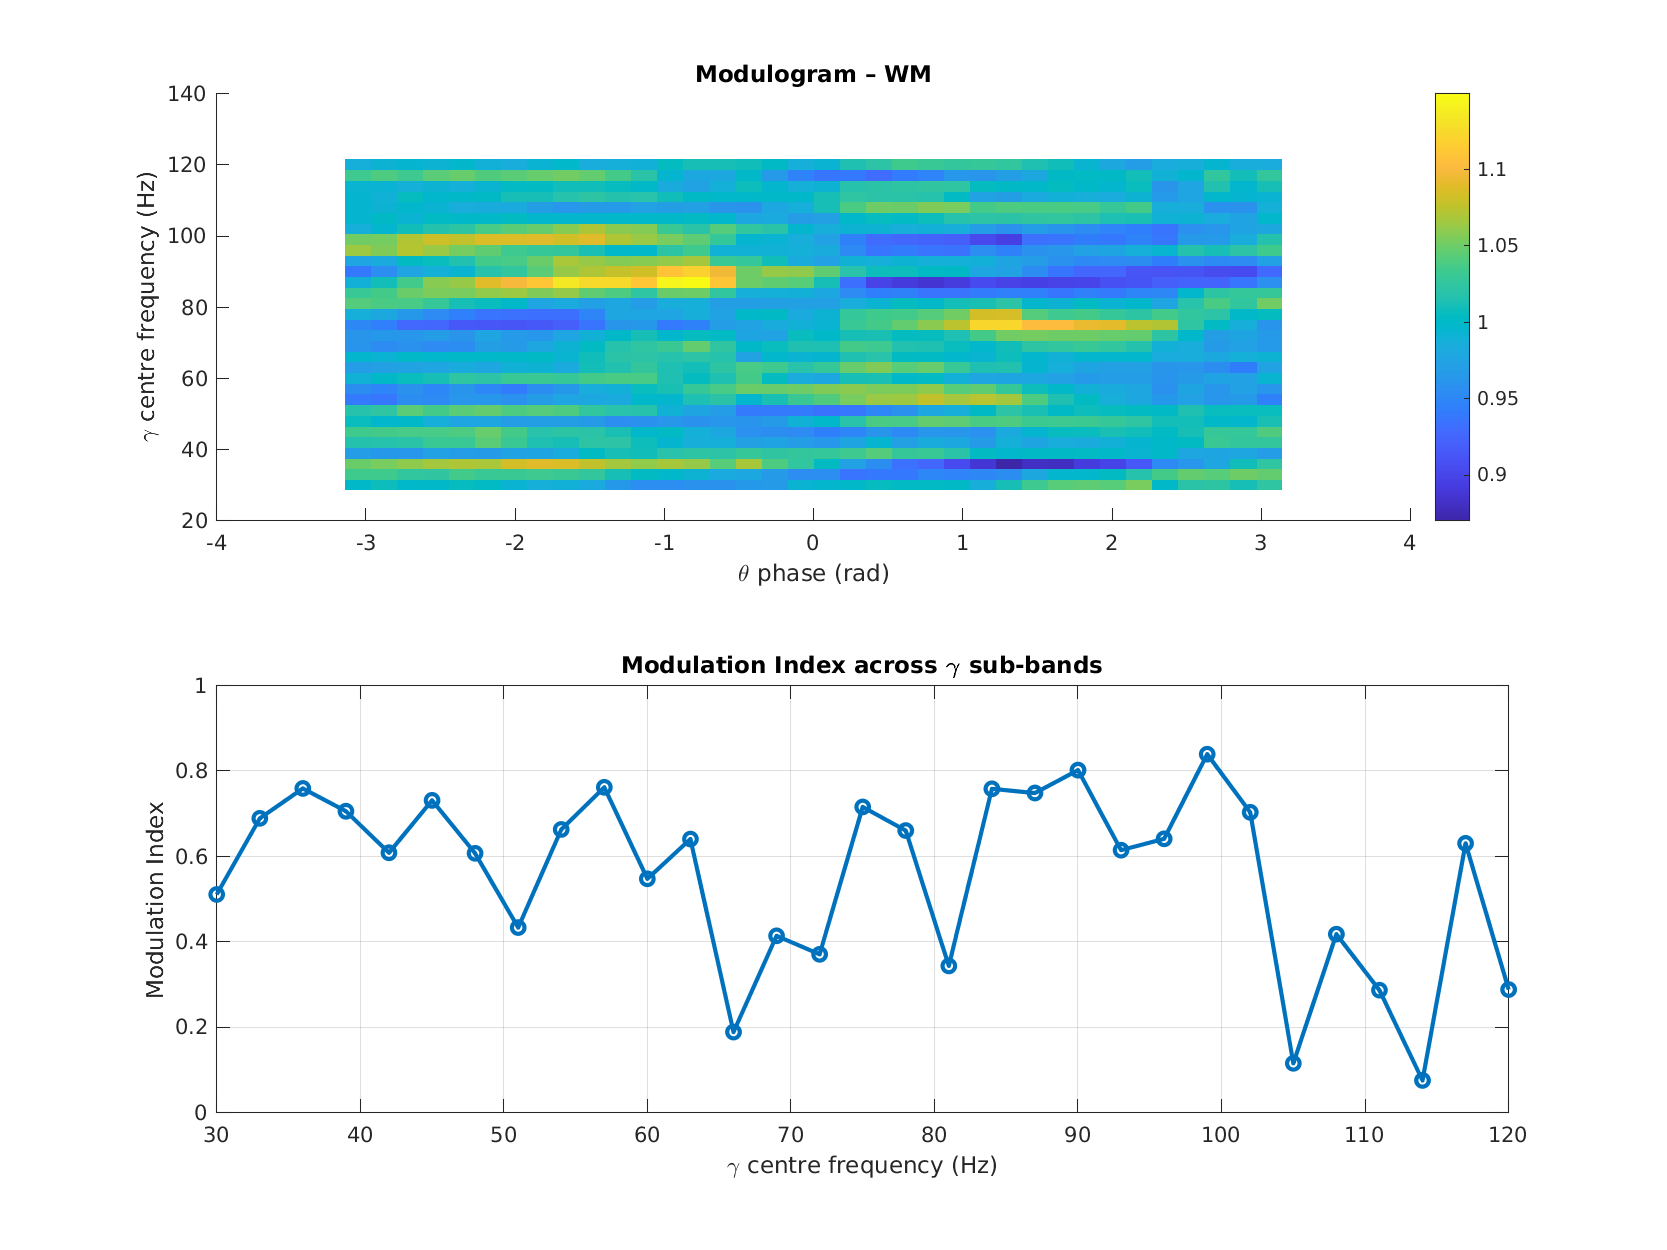 Modulogram – WM
140
120
100
80
60
40
20
γ centre frequency (Hz)
-4 -3 -2 -1 0 1 2 3 4
θ phase (rad)
1.1
1.05
1
0.95
0.9
Modulation Index across γ sub-bands
1
0.8
0.6
0.4
0.2
0
Modulation Index
30 40 50 60 70 80 90 100 110 120
γ centre frequency (Hz)